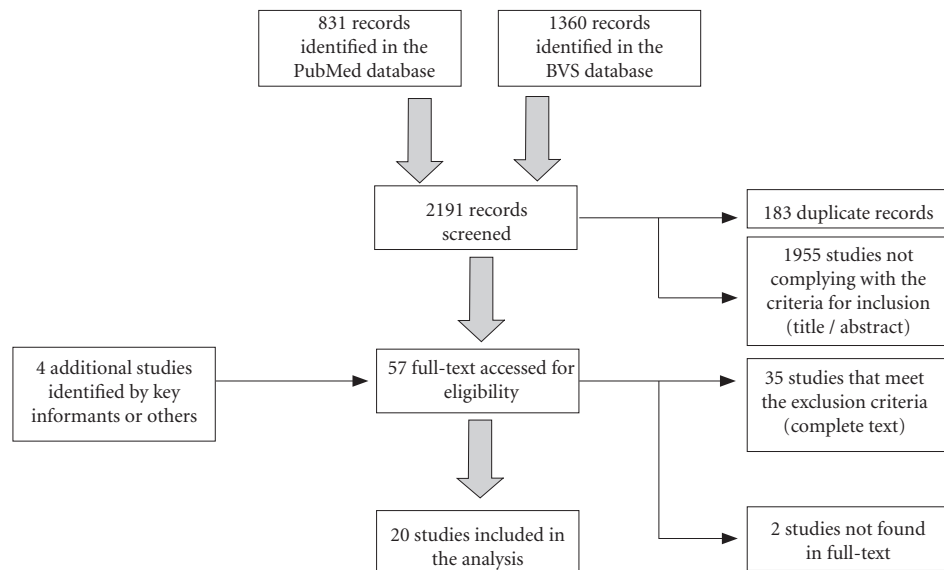 831 records
identified in the
PubMed database
1360 records
identified in the
BVS database
2191 records
screened
183 duplicate records
1955 studies not
complying with the
criteria for inclusion
(title / abstract)
4 additional studies
identified by key
informants or others
57 full-text accessed for
eligibility
35 studies that meet
the exclusion criteria
(complete text)
20 studies included in
the analysis
2 studies not found
in full-text